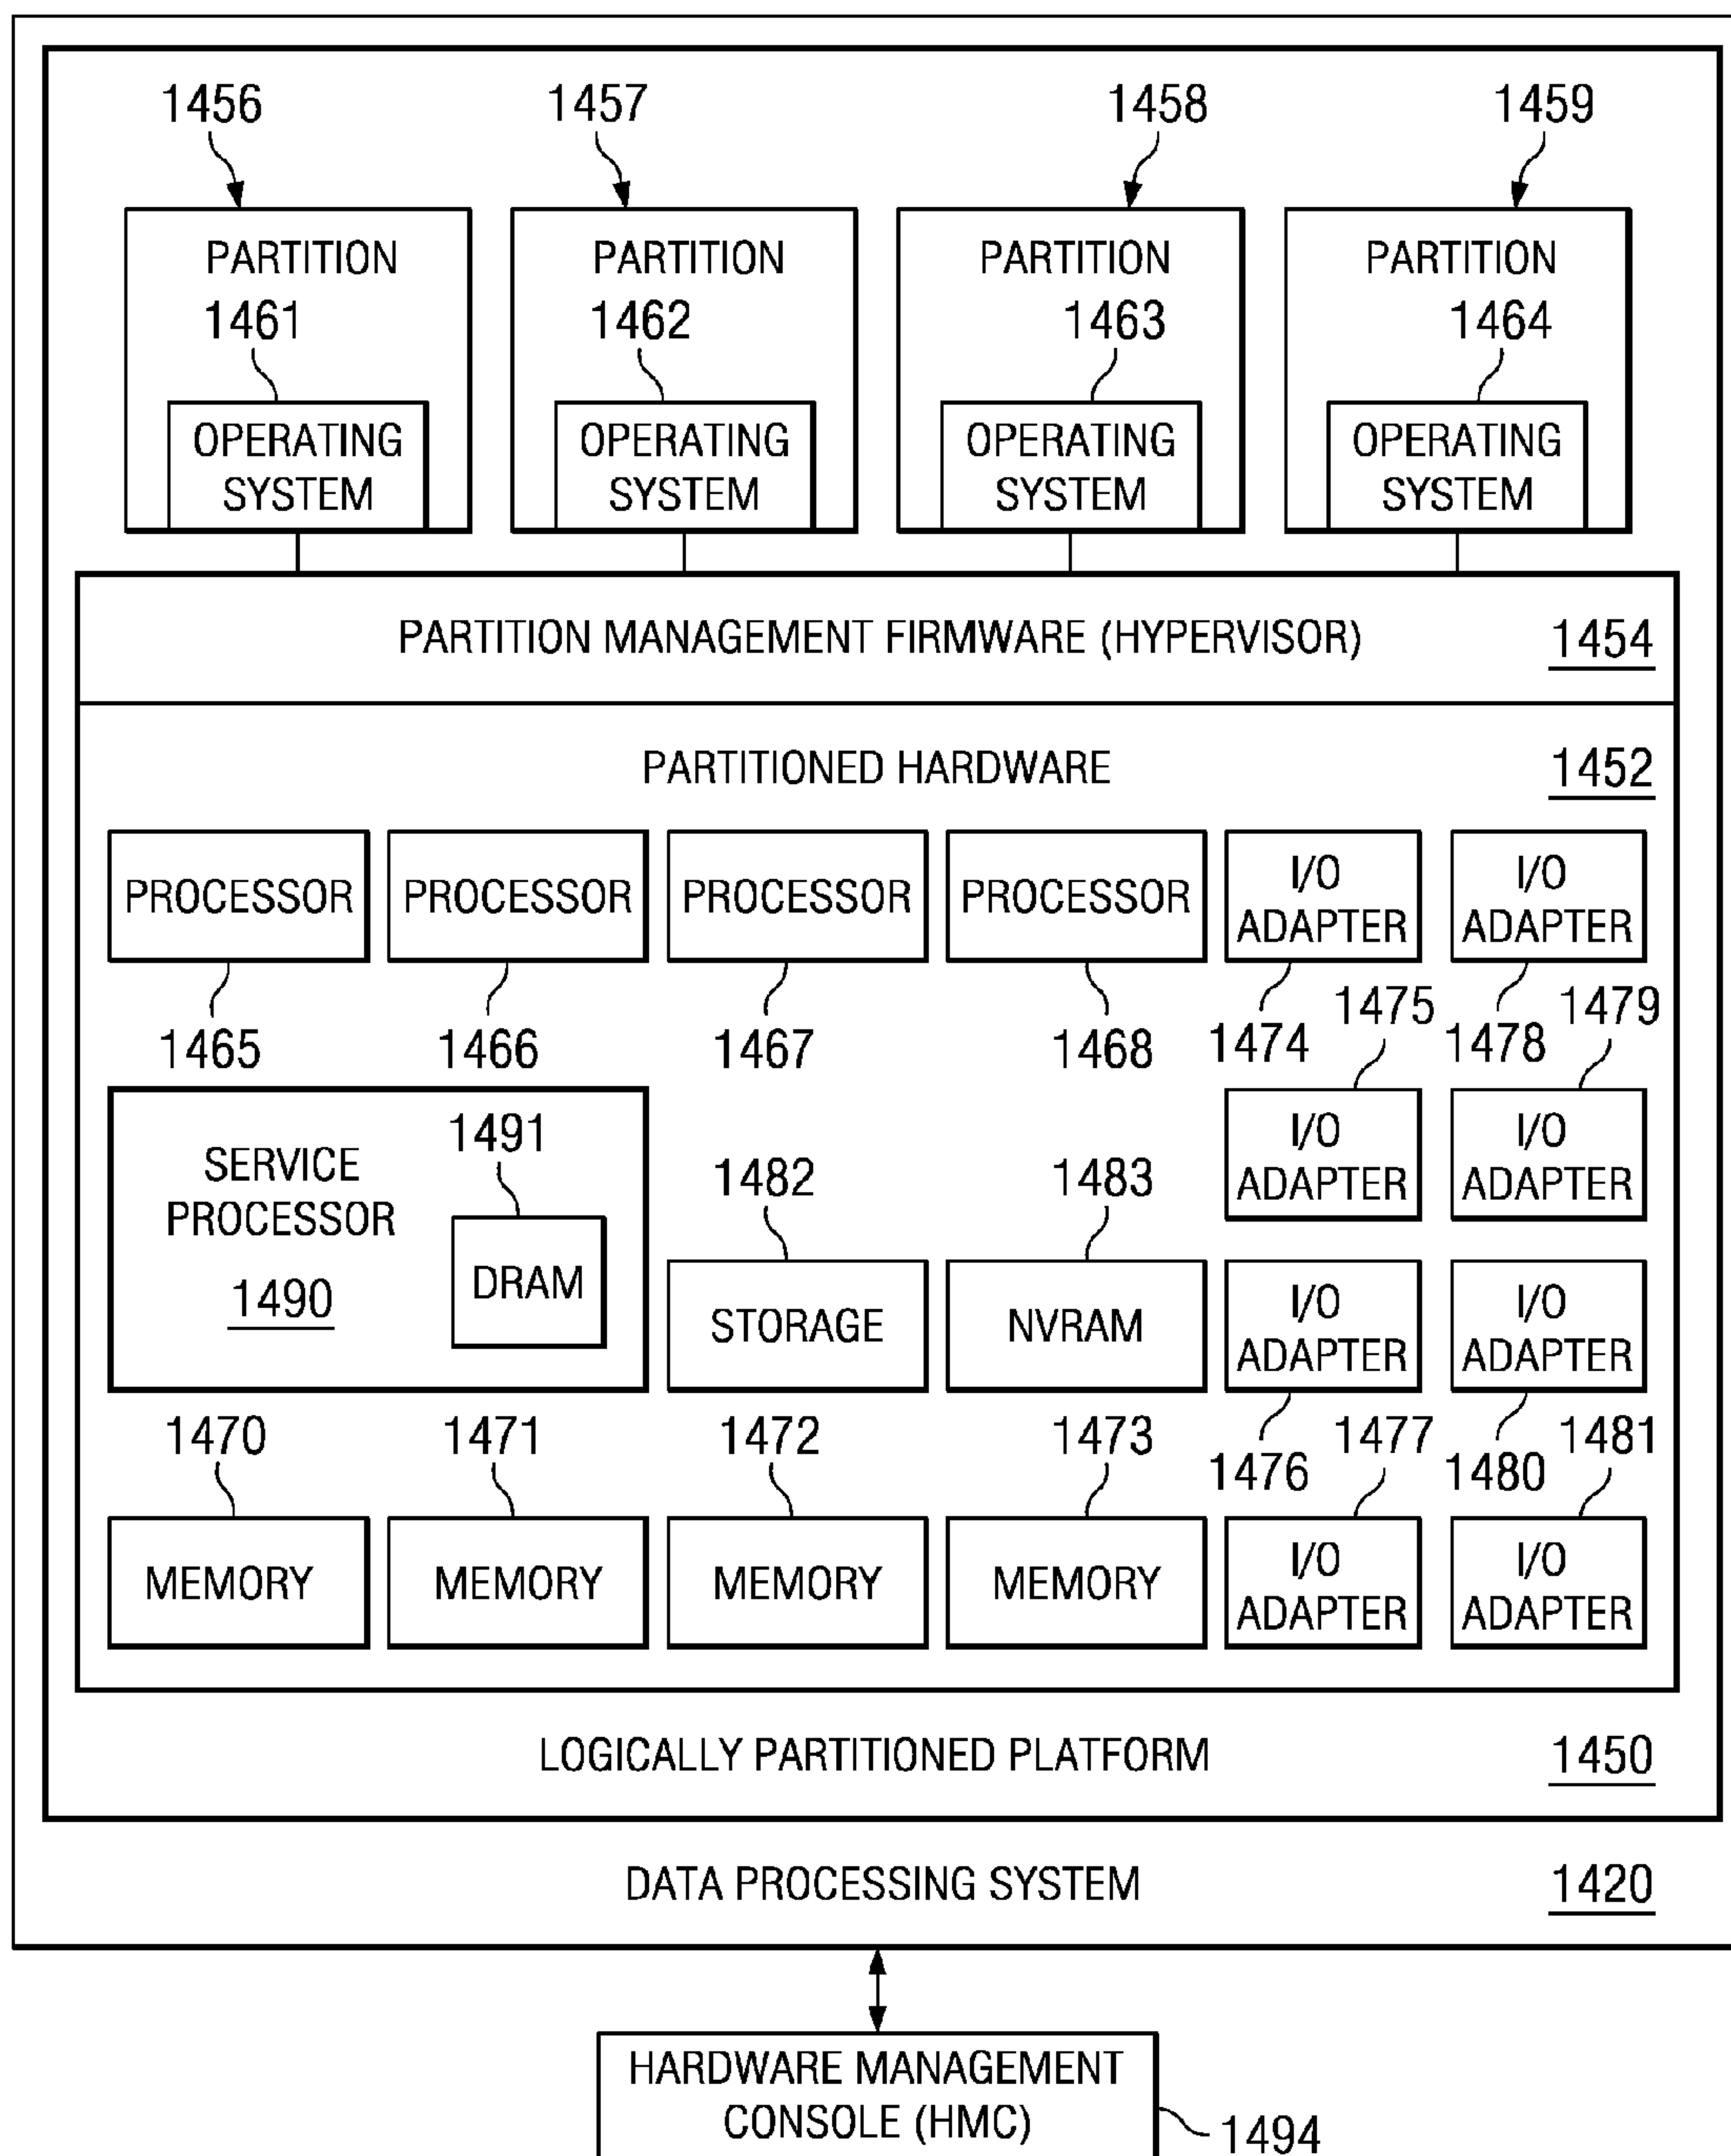 1456 1457 1458 1459
PARTITION PARTITION PARTITION PARTITION
1461 1462 1463 1464
OPERATING OPERATING OPERATING OPERATING
SYSTEM SYSTEM SYSTEM SYSTEM
PARTITION MANAGEMENT FIRMWARE (HYPERVISOR) 1454
PARTITIONED HARDWARE 1452
PROCESSOR PROCESSOR PROCESSOR PROCESSOR
I/O I/O
ADAPTER ADAPTER
1465 1466 1467 1468 1474 1475 1478 1479
SERVICE
PROCESSOR
1490
1491
DRAM
1482
STORAGE
1483
NVRAM
I/O I/O
ADAPTER ADAPTER
I/O I/O
ADAPTER ADAPTER
1470 1471 1472 1473 1476 1477 1480 1481
MEMORY MEMORY MEMORY MEMORY
I/O I/O
ADAPTER ADAPTER
LOGICALLY PARTITIONED PLATFORM 1450
DATA PROCESSING SYSTEM 1420
HARDWARE MANAGEMENT
CONSOLE (HMC)
1494